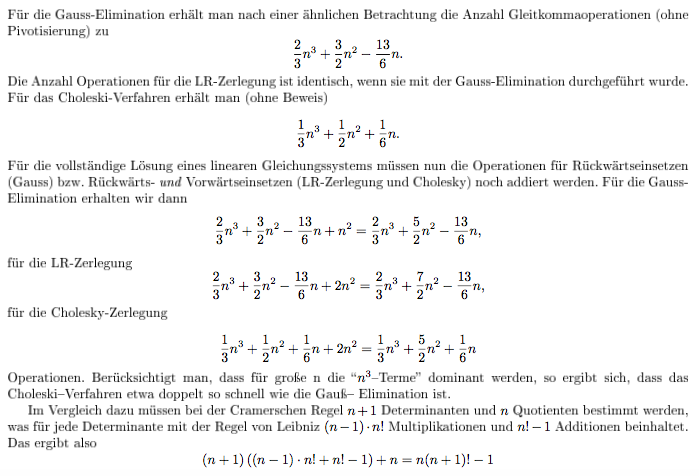 Für die Gauss-Elimination erhält man nach einer ähnlichen Betrachtung die Anzahl Gleitkommaoperationen (ohne
Pivotisierung) zu
\frac{2}{3}n^3 + \frac{3}{2}n^2 - \frac{13}{6}n.
Die Anzahl Operationen für die LR-Zerlegung ist identisch, wenn sie mit der Gauss-Elimination durchgeführt wurde.
Für das Choleski-Verfahren erhält man (ohne Beweis)
\frac{1}{3}n^3 + \frac{1}{2}n^2 + \frac{1}{6}n.
Für die vollständige Lösung eines linearen Gleichungssystems müssen nun die Operationen für Rückwärtseinsetzen
(Gauss) bzw. Rückwärts- und Vorwärtseinsetzen (LR-Zerlegung und Cholesky) noch addiert werden. Für die Gauss-
Elimination erhalten wir dann
\frac{2}{3}n^3 + \frac{3}{2}n^2 - \frac{13}{6}n + n^2 = \frac{2}{3}n^3 + \frac{5}{2}n^2 - \frac{13}{6}n,
für die LR-Zerlegung
\frac{2}{3}n^3 + \frac{3}{2}n^2 - \frac{13}{6}n + 2n^2 = \frac{2}{3}n^3 + \frac{7}{2}n^2 - \frac{13}{6}n,
für die Cholesky-Zerlegung
\frac{1}{3}n^3 + \frac{1}{2}n^2 + \frac{1}{6}n + 2n^2 = \frac{1}{3}n^3 + \frac{5}{2}n^2 + \frac{1}{6}n
Operationen. Berücksichtigt man, dass für große n die “n^3–Terme” dominant werden, so ergibt sich, dass das
Choleski–Verfahren etwa doppelt so schnell wie die Gauß– Elimination ist.
Im Vergleich dazu müssen bei der Cramerschen Regel n + 1 Determinanten und n Quotienten bestimmt werden,
was für jede Determinante mit der Regel von Leibniz (n − 1) · n! Multiplikationen und n! − 1 Additionen beinhaltet.
Das ergibt also
(n + 1) ((n − 1) · n! + n! − 1) + n = n(n + 1)! − 1